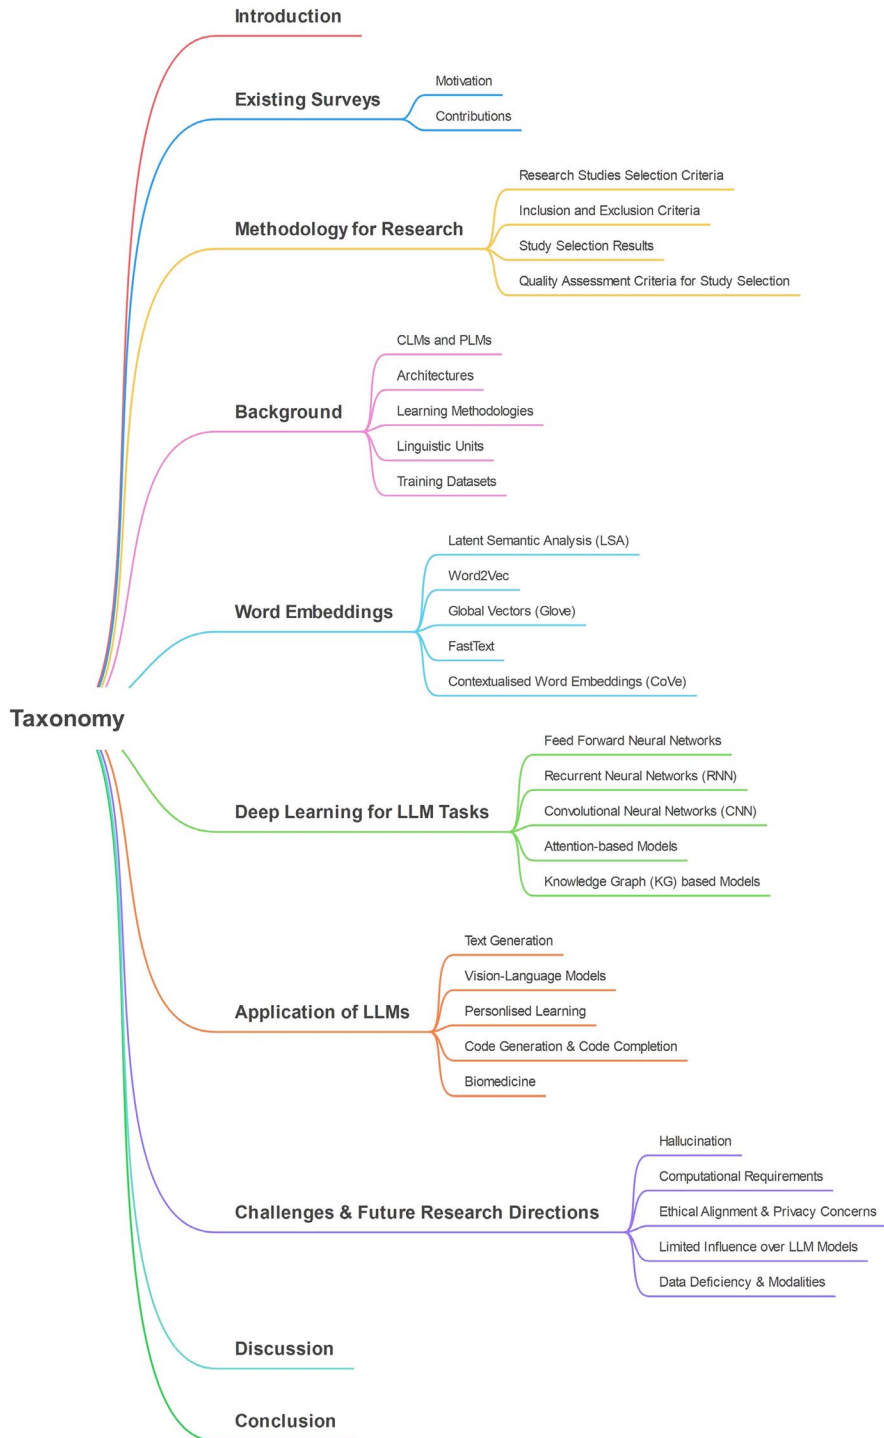 Introduction
Existing Surveys
Motivation
Contributions
Methodology for Research
Research Studies Selection Criteria
Inclusion and Exclusion Criteria
Study Selection Results
Quality Assessment Criteria for Study Selection
Background
CLMs and PLMs
Architectures
Learning Methodologies
Linguistic Units
Training Datasets
Word Embeddings
Latent Semantic Analysis (LSA)
Word2Vec
Global Vectors (Glove)
FastText
Contextualised Word Embeddings (CoVe)
Taxonomy
Deep Learning for LLM Tasks
Feed Forward Neural Networks
Recurrent Neural Networks (RNN)
Convolutional Neural Networks (CNN)
Attention-based Models
Knowledge Graph (KG) based Models
Application of LLMs
Text Generation
Vision-Language Models
Personlised Learning
Code Generation & Code Completion
Biomedicine
Challenges & Future Research Directions
Hallucination
Computational Requirements
Ethical Alignment & Privacy Concerns
Limited Influence over LLM Models
Data Deficiency & Modalities
Discussion
Conclusion